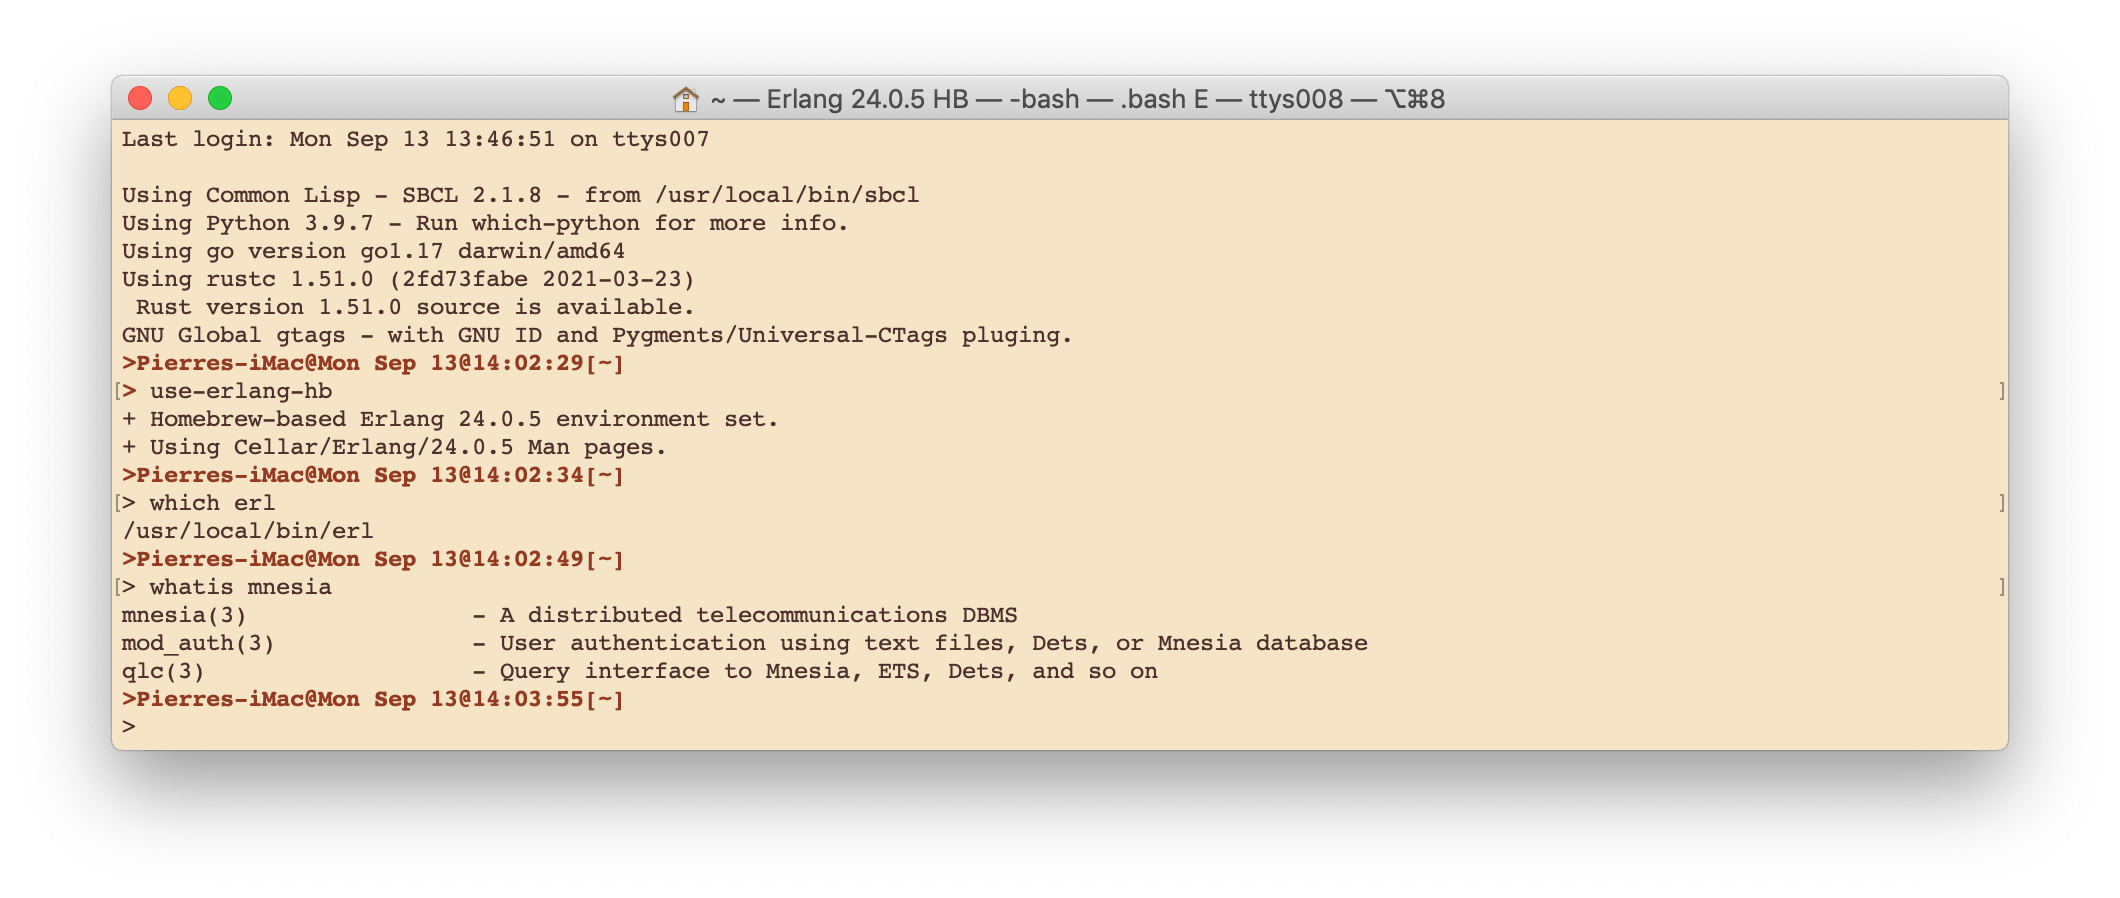 ~ — Erlang 24.0.5 HB — -bash — .bash E — ttys008 — ⌥⌘8
Last login: Mon Sep 13 13:46:51 on ttys007
Using Common Lisp - SBCL 2.1.8 - from /usr/local/bin/sbcl
Using Python 3.9.7 - Run which-python for more info.
Using go version go1.17 darwin/amd64
Using rustc 1.51.0 (2fd73fabe 2021-03-23)
 Rust version 1.51.0 source is available.
GNU Global gtags - with GNU ID and Pygments/Universal-CTags pluging.
>Pierres-iMac@Mon Sep 13@14:02:29[~]
[> use-erlang-hb ]
+ Homebrew-based Erlang 24.0.5 environment set.
+ Using Cellar/Erlang/24.0.5 Man pages.
>Pierres-iMac@Mon Sep 13@14:02:34[~]
[> which erl ]
/usr/local/bin/erl
>Pierres-iMac@Mon Sep 13@14:02:49[~]
[> whatis mnesia ]
mnesia(3)                - A distributed telecommunications DBMS
mod_auth(3)              - User authentication using text files, Dets, or Mnesia database
qlc(3)                   - Query interface to Mnesia, ETS, Dets, and so on
>Pierres-iMac@Mon Sep 13@14:03:55[~]
>